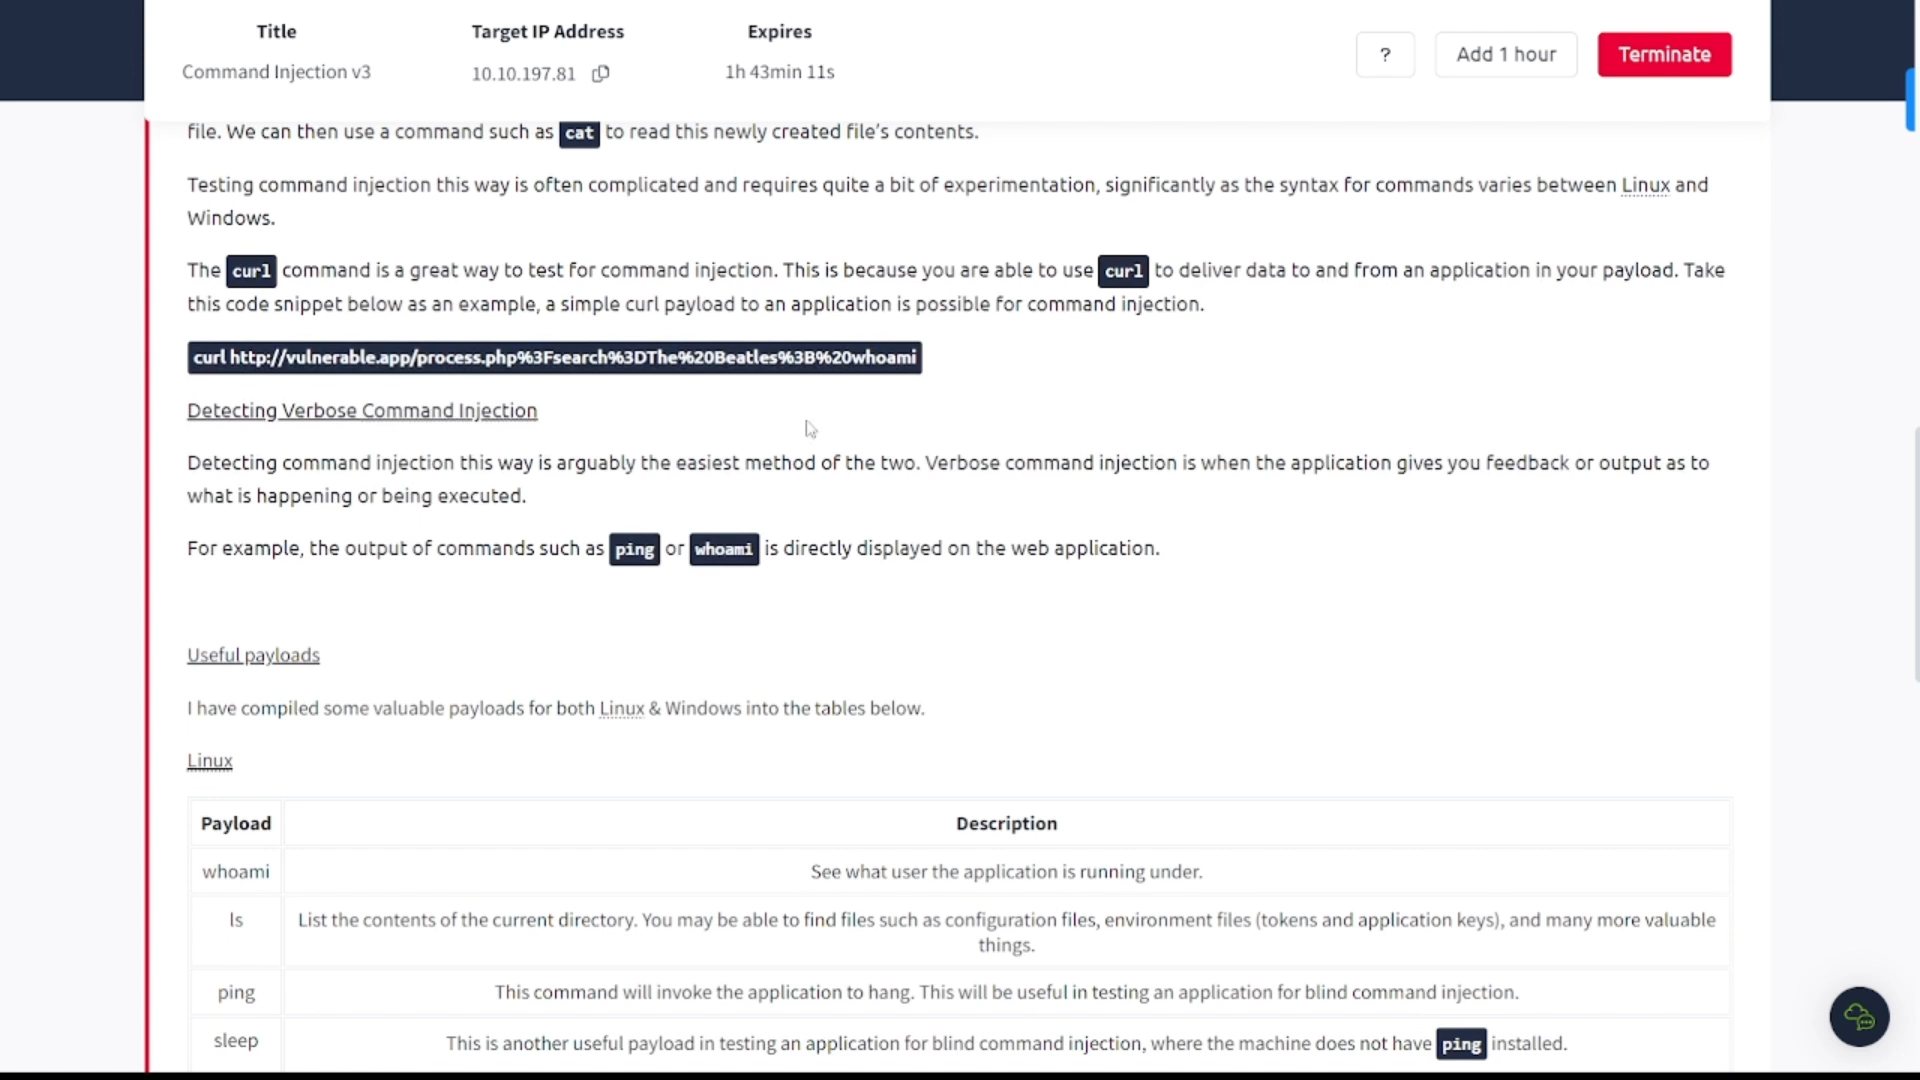 Title
Target IP Address
Expires
Command Injection v3
10.10.197.81
1h 43min 11s
?
Add 1 hour
Terminate
file. We can then use a command such as cat to read this newly created file's contents.
Testing command injection this way is often complicated and requires quite a bit of experimentation, significantly as the syntax for commands varies between Linux and
Windows.
The curl command is a great way to test for command injection. This is because you are able to use curl to deliver data to and from an application in your payload. Take
this code snippet below as an example, a simple curl payload to an application is possible for command injection.
curl http://vulnerable.app/process.php%3Fsearch%3DThe%20Beatles%3B%20whoami
Detecting Verbose Command Injection
Detecting command injection this way is arguably the easiest method of the two. Verbose command injection is when the application gives you feedback or output as to
what is happening or being executed.
For example, the output of commands such as ping or whoami is directly displayed on the web application.
Useful payloads
I have compiled some valuable payloads for both Linux & Windows into the tables below.
Linux
Payload
Description
whoami
See what user the application is running under.
ls
List the contents of the current directory. You may be able to find files such as configuration files, environment files (tokens and application keys), and many more valuable
things.
ping
This command will invoke the application to hang. This will be useful in testing an application for blind command injection.
sleep
This is another useful payload in testing an application for blind command injection, where the machine does not have ping installed.